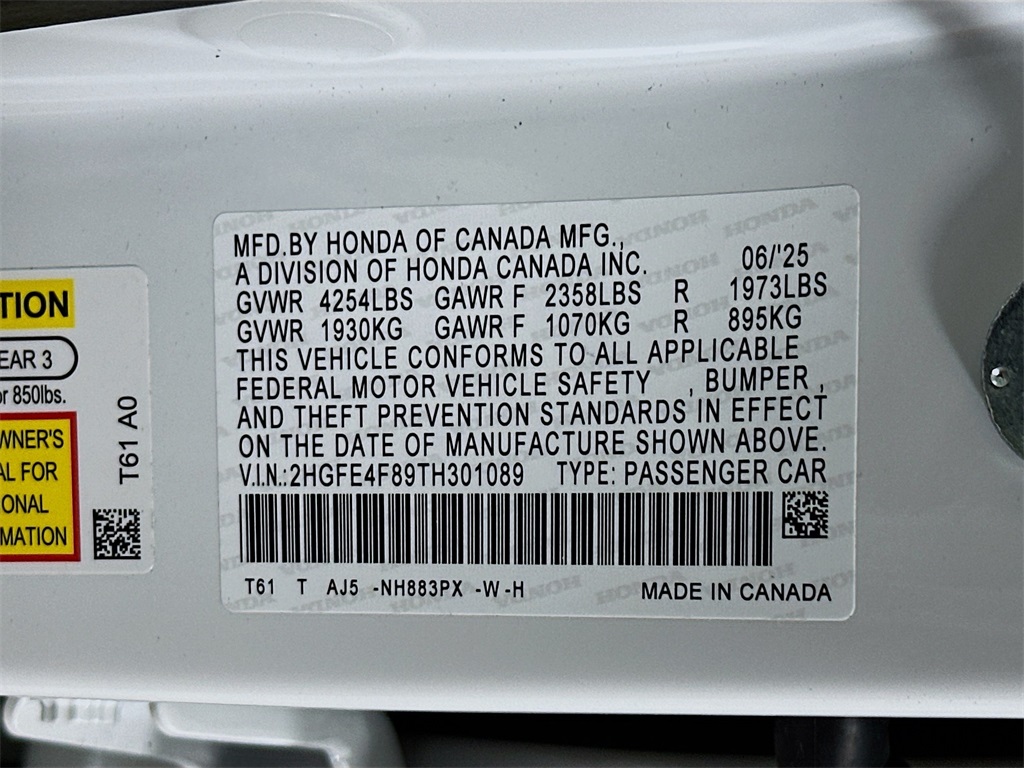 TION
EAR 3
or 850lbs.
WNER'S
AL FOR
ONAL
MATION
T61 A0
MFD.BY HONDA OF CANADA MFG.,
A DIVISION OF HONDA CANADA INC. 06/'25
GVWR 4254LBS GAWR F 2358LBS R 1973LBS
GVWR 1930KG GAWR F 1070KG R 895KG
THIS VEHICLE CONFORMS TO ALL APPLICABLE
FEDERAL MOTOR VEHICLE SAFETY , BUMPER ,
AND THEFT PREVENTION STANDARDS IN EFFECT
ON THE DATE OF MANUFACTURE SHOWN ABOVE.
V.I.N.:2HGFE4F89TH301089 TYPE: PASSENGER CAR
T61 T AJ5 -NH883PX -W-H MADE IN CANADA